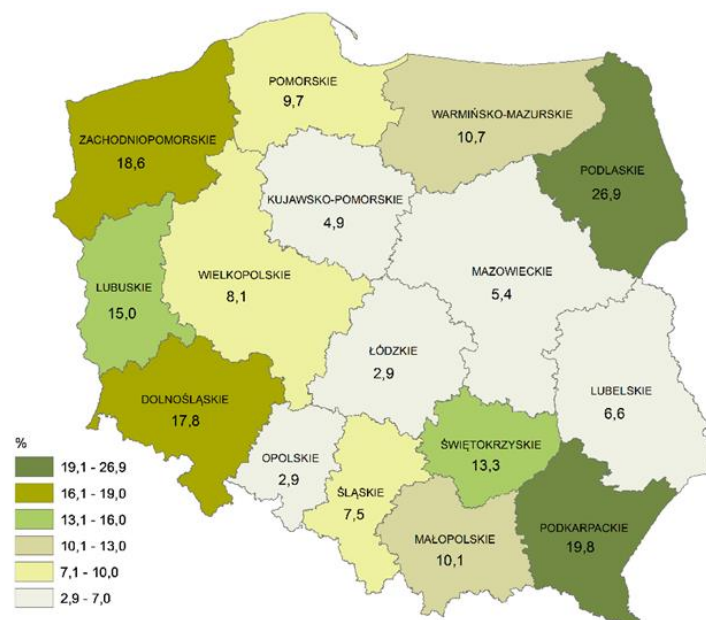 POMORSKIE
9,7
WARMIŃSKO-MAZURSKIE
10,7
ZACHODNIOPOMORSKIE
18,6
PODLASKIE
26,9
KUJAWSKO-POMORSKIE
4,9
MAZOWIECKIE
5,4
WIELKOPOLSKIE
8,1
LUBUSKIE
15,0
ŁÓDZKIE
2,9
LUBELSKIE
6,6
DOLNOŚLĄSKIE
17,8
OPOLSKIE
2,9
ŚWIĘTOKRZYSKIE
13,3
ŚLĄSKIE
7,5
MAŁOPOLSKIE
10,1
PODKARPACKIE
19,8
%
19,1 - 26,9
16,1 - 19,0
13,1 - 16,0
10,1 - 13,0
7,1 - 10,0
2,9 - 7,0